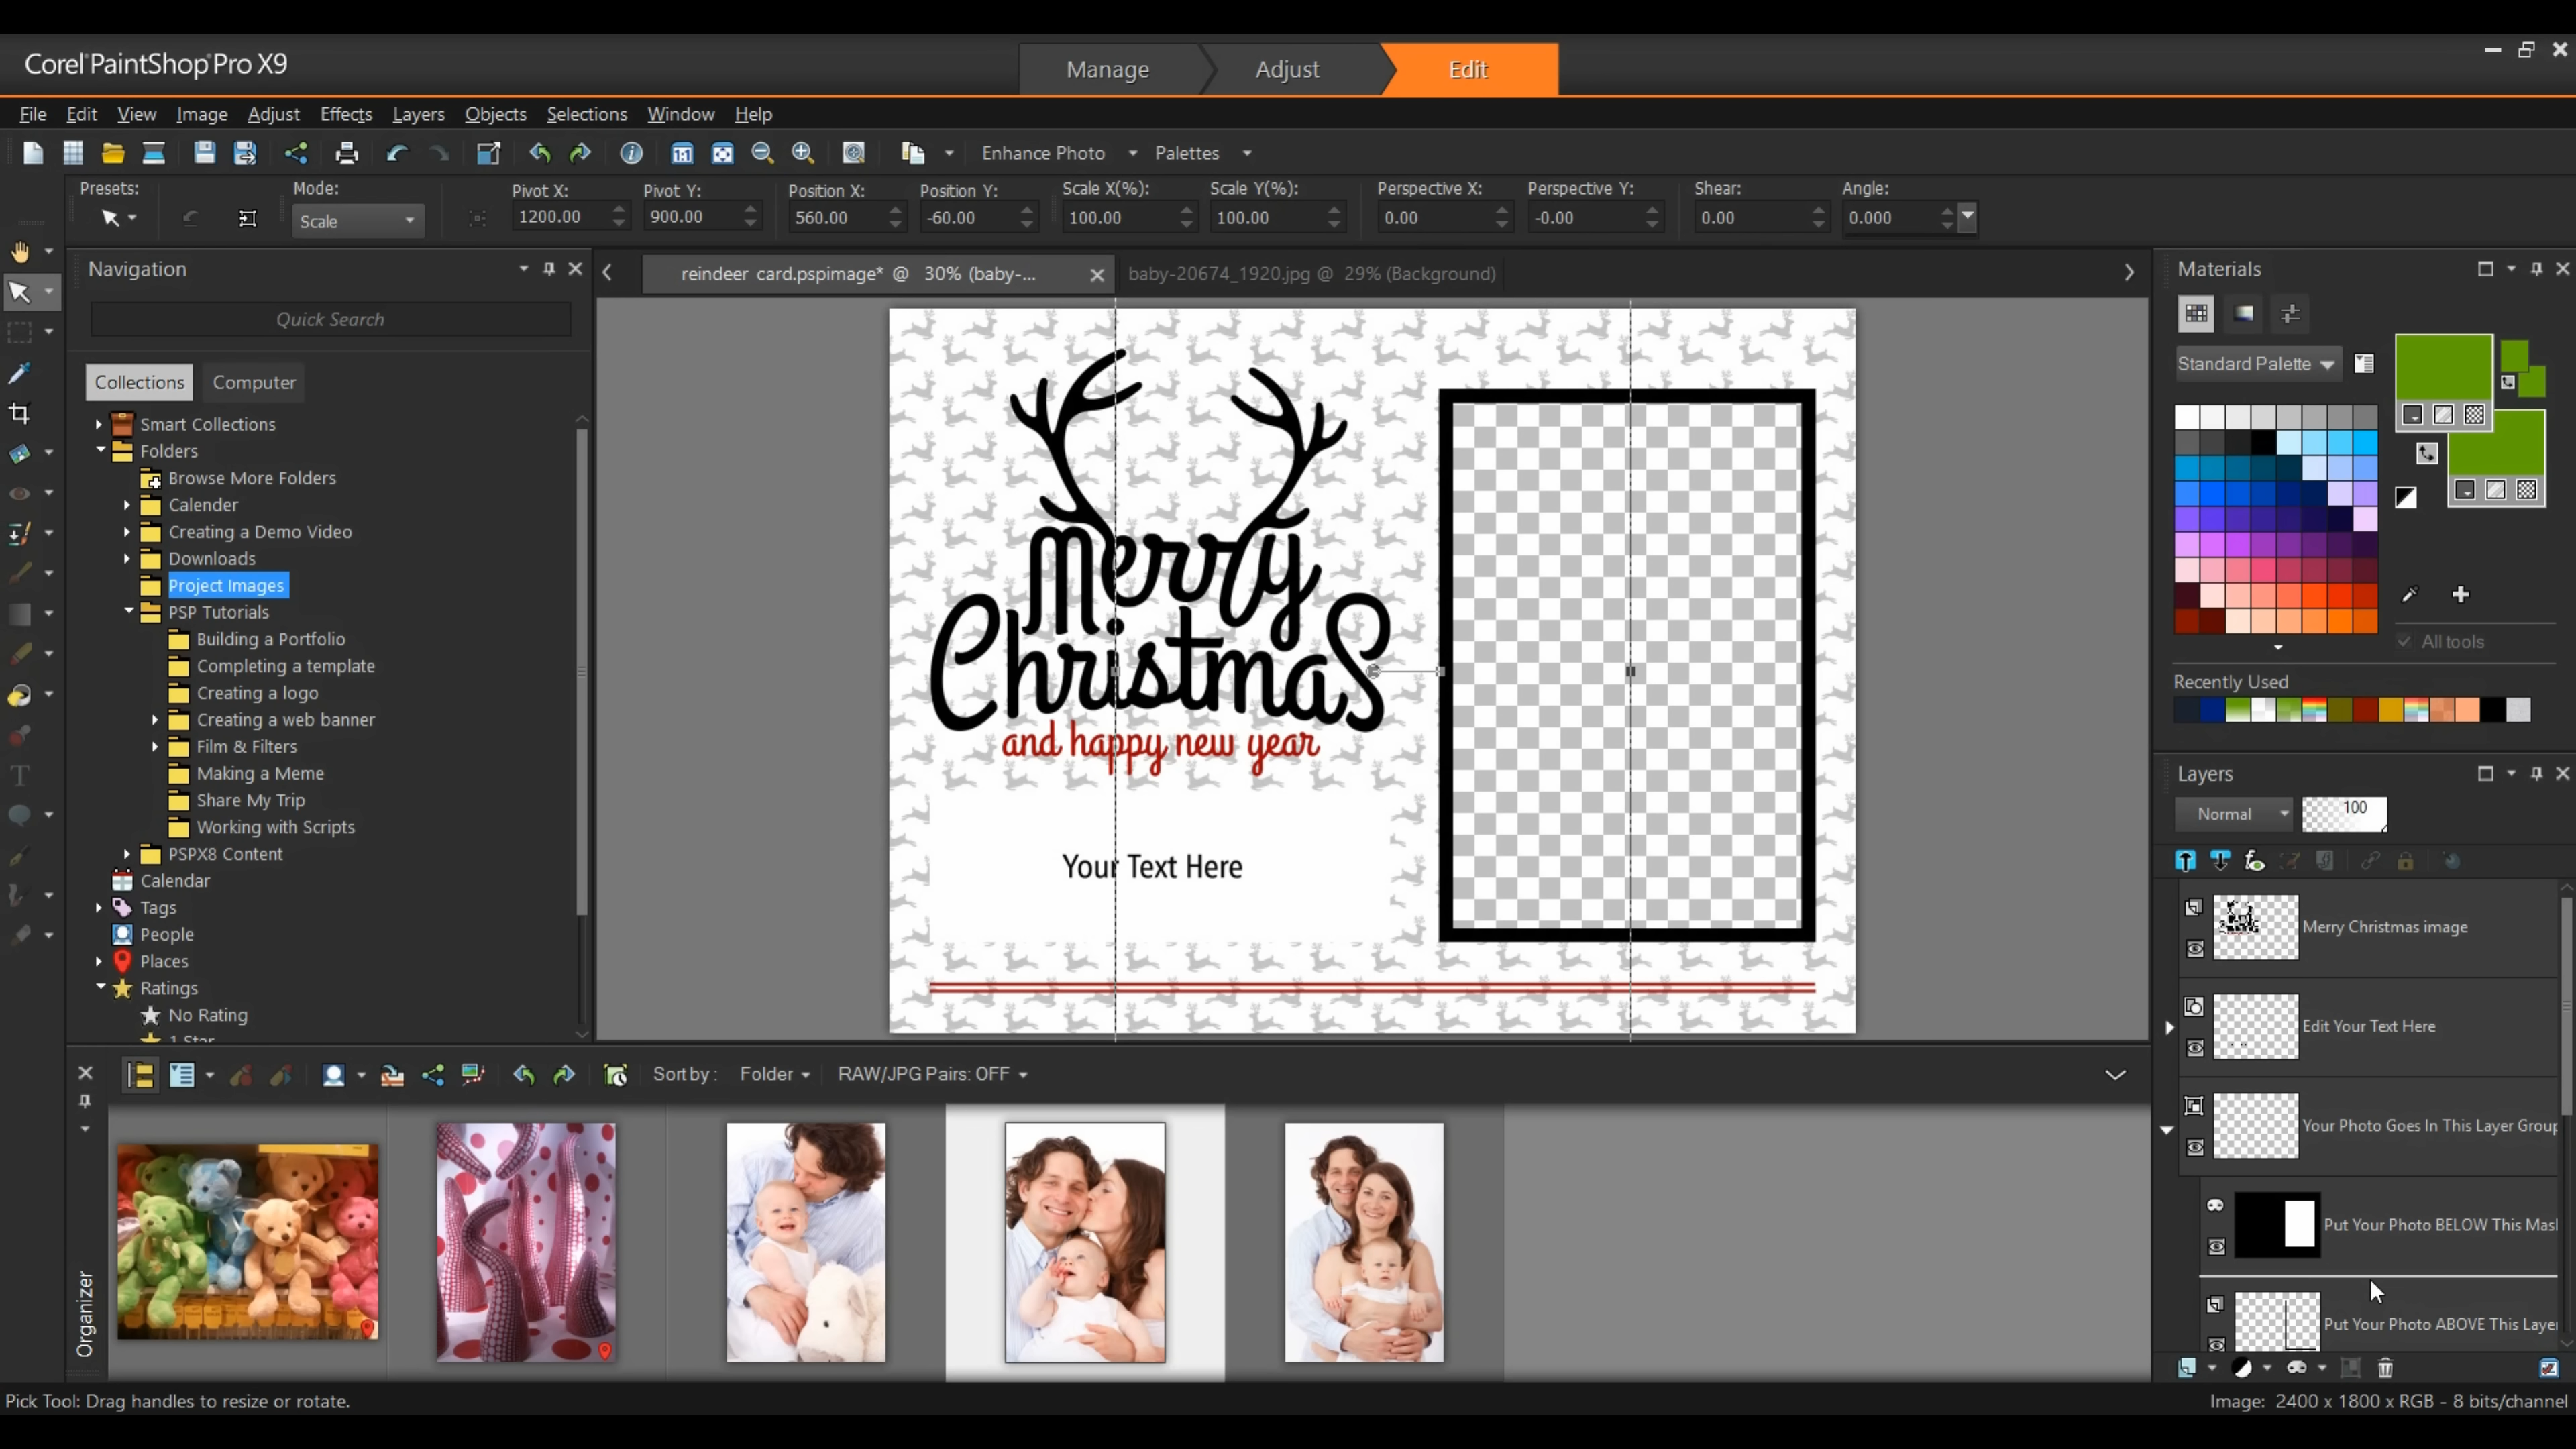 Corel PaintShop Pro X9
Manage
Adjust
Edit
File Edit View Image Adjust Effects Layers Objects Selections Window Help
Enhance Photo
Palettes
Presets:
Mode:
Scale
Pivot X:
1200.00
Pivot Y:
900.00
Position X:
560.00
Position Y:
-60.00
Scale X(%):
100.00
Scale Y(%):
100.00
Perspective X:
0.00
Perspective Y:
-0.00
Shear:
0.00
Angle:
0.000
Navigation
Quick Search
Collections
Computer
Smart Collections
Folders
Browse More Folders
Calender
Creating a Demo Video
Downloads
Project Images
PSP Tutorials
Building a Portfolio
Completing a template
Creating a logo
Creating a web banner
Film & Filters
Making a Meme
Share My Trip
Working with Scripts
PSPX8 Content
Calendar
Tags
People
Places
Ratings
No Rating
1 Star
reindeer card.pspimage* @ 30% (baby-...
baby-20674_1920.jpg @ 29% (Background)
Merry
Christmas
and happy new year
Your Text Here
Materials
Standard Palette
All tools
Recently Used
Layers
Normal
100
Merry Christmas image
Edit Your Text Here
Your Photo Goes In This Layer Group
Put Your Photo BELOW This Mas
Put Your Photo ABOVE This Laye
Organizer
Sort by :
Folder
RAW/JPG Pairs: OFF
Pick Tool: Drag handles to resize or rotate.
Image: 2400 x 1800 x RGB - 8 bits/channel